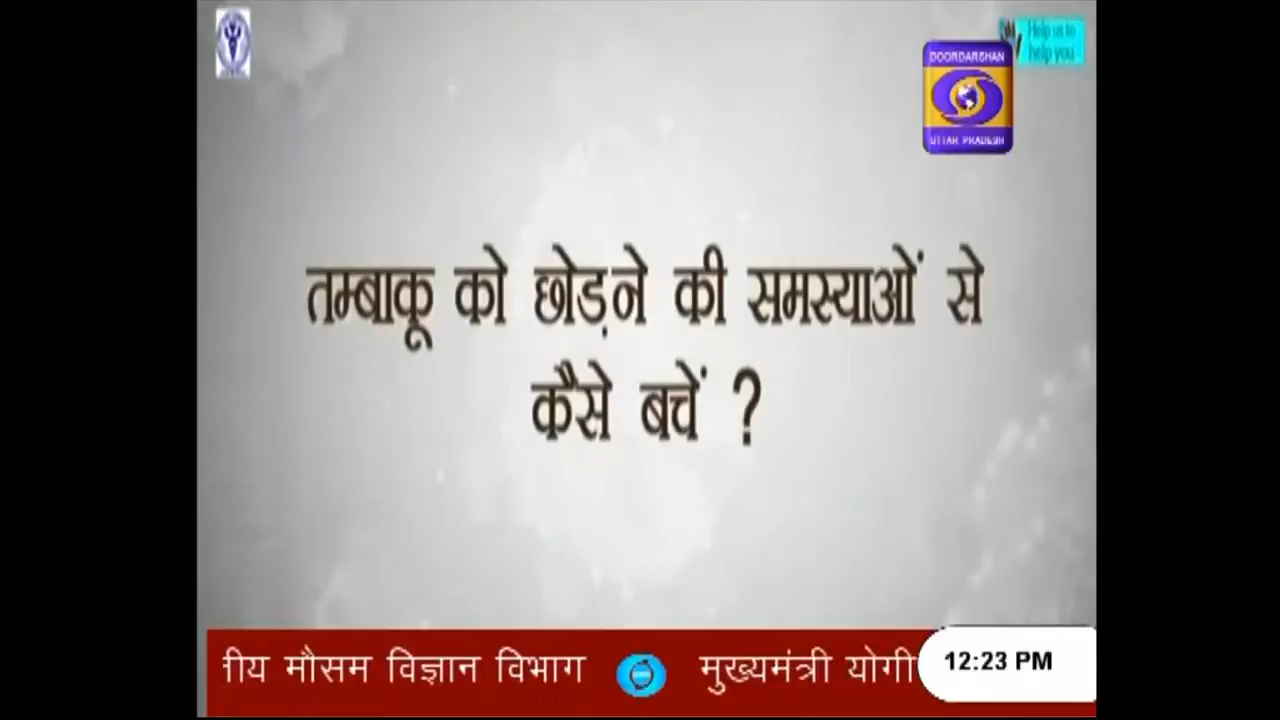 Help us to
help you
DOORDARSHAN
UTTAR PRADESH
तम्बाकू को छोड़ने की समस्याओं से
कैसे बचें ?
ीय मौसम विज्ञान विभाग
मुख्यमंत्री योगी
12:23 PM